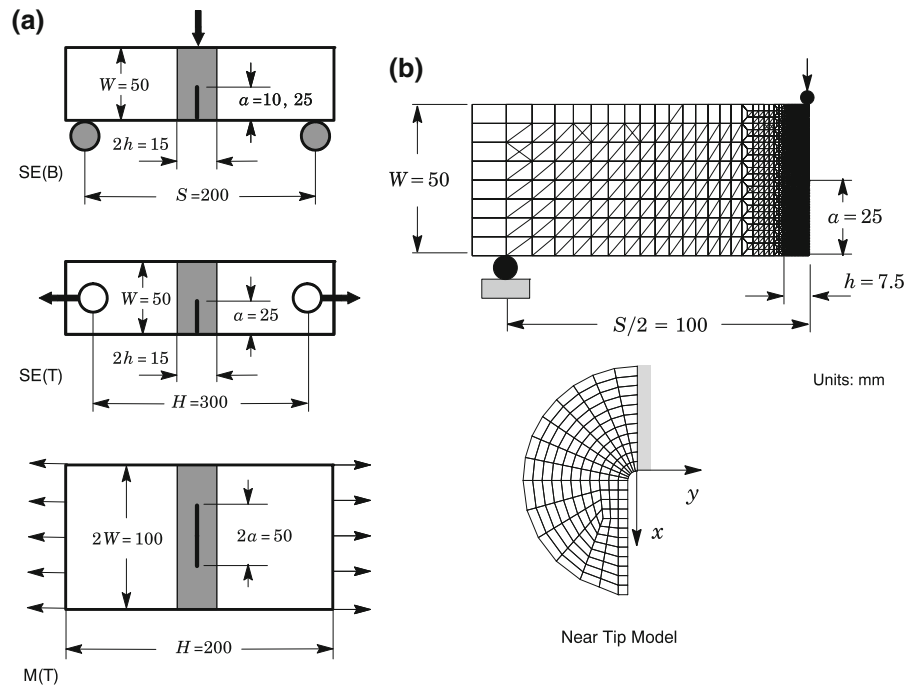 (a)
W = 50
a = 10, 25
2h = 15
SE(B)
S = 200
W = 50
a = 25
2h = 15
SE(T)
H = 300
2W = 100
2a = 50
H = 200
M(T)
(b)
W = 50
a = 25
h = 7.5
S/2 = 100
Units: mm
y
x
Near Tip Model